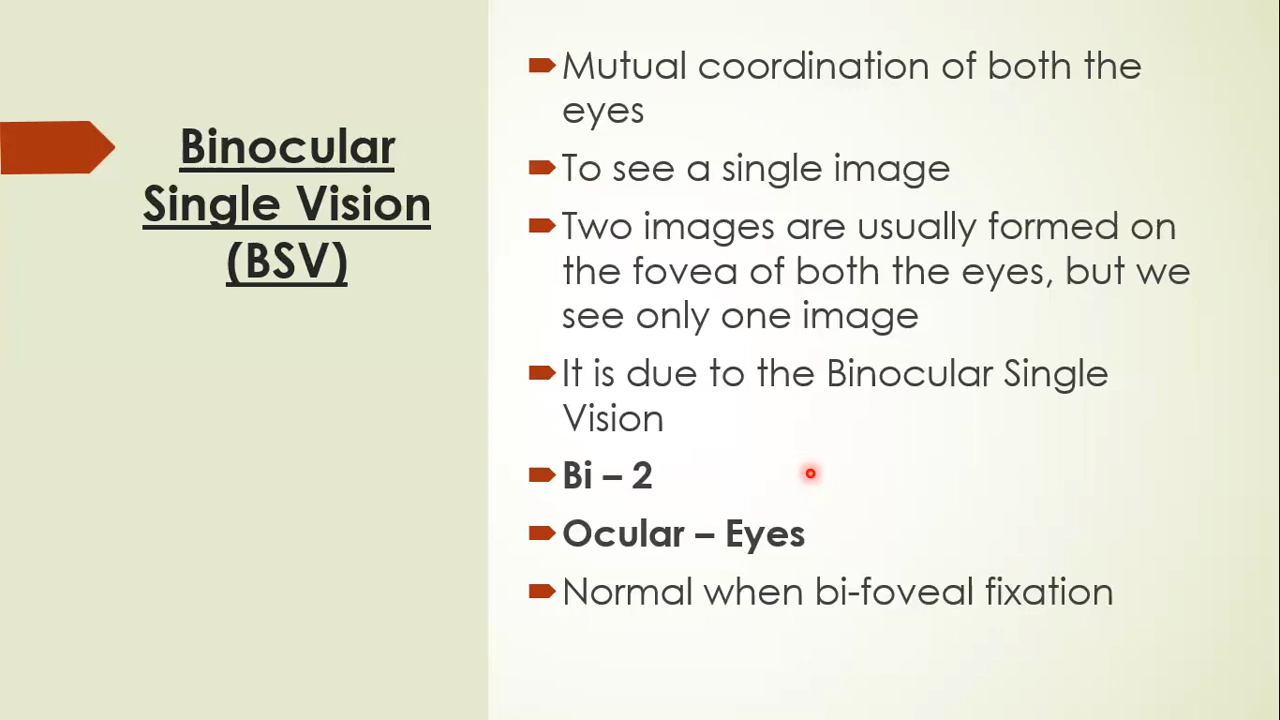 Binocular
Single Vision
(BSV)
Mutual coordination of both the
eyes
To see a single image
Two images are usually formed on
the fovea of both the eyes, but we
see only one image
It is due to the Binocular Single
Vision
Bi – 2
Ocular – Eyes
Normal when bi-foveal fixation